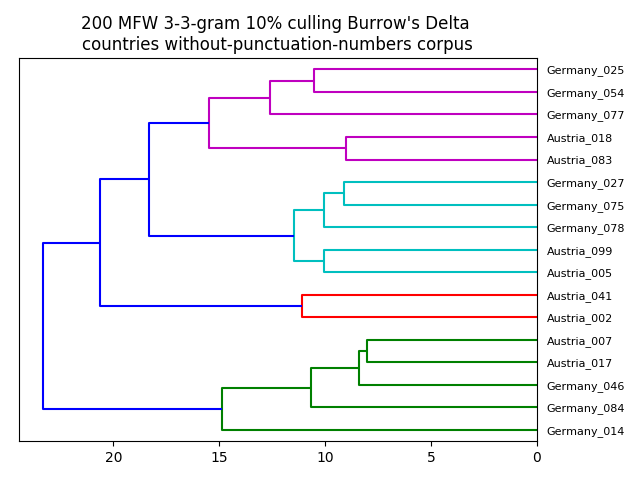 200 MFW 3-3-gram 10% culling Burrow's Delta
countries without-punctuation-numbers corpus
Germany_025
Germany_054
Germany_077
Austria_018
Austria_083
Germany_027
Germany_075
Germany_078
Austria_099
Austria_005
Austria_041
Austria_002
Austria_007
Austria_017
Germany_046
Germany_084
Germany_014
20 15 10 5 0